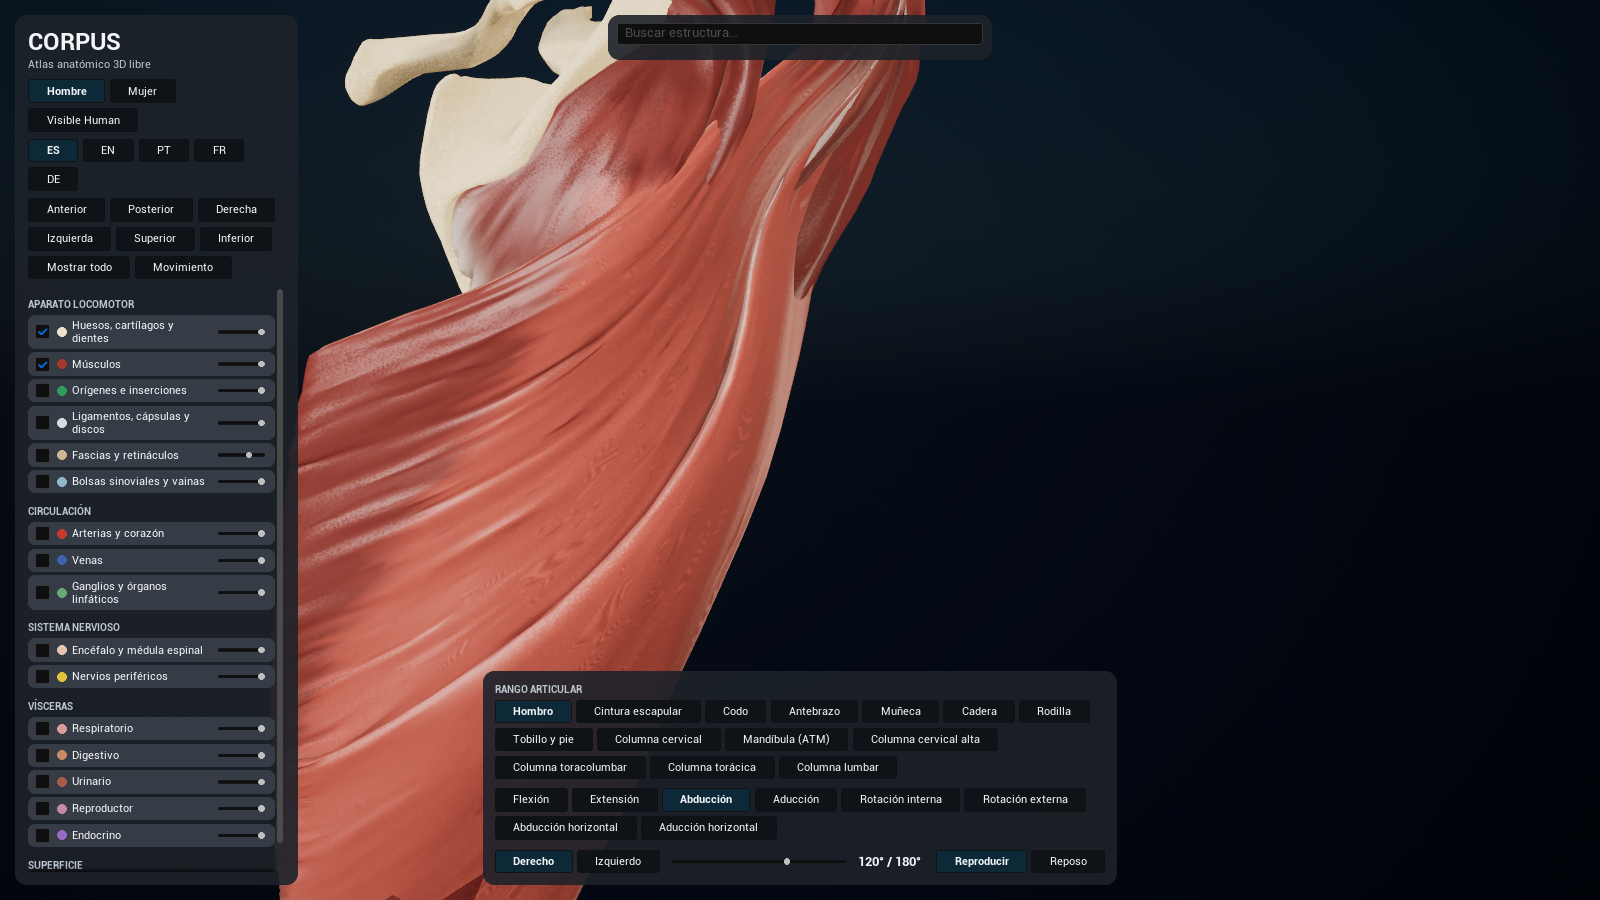 CORPUS
Atlas anatómico 3D libre
Hombre Mujer
Visible Human
ES EN PT FR
DE
Anterior Posterior Derecha
Izquierda Superior Inferior
Mostrar todo Movimiento
APARATO LOCOMOTOR
Huesos, cartílagos y
dientes
Músculos
Orígenes e inserciones
Ligamentos, cápsulas y
discos
Fascias y retináculos
Bolsas sinoviales y vainas
CIRCULACIÓN
Arterias y corazón
Venas
Ganglios y órganos
linfáticos
SISTEMA NERVIOSO
Encéfalo y médula espinal
Nervios periféricos
VÍSCERAS
Respiratorio
Digestivo
Urinario
Reproductor
Endocrino
SUPERFICIE
Buscar estructura...
RANGO ARTICULAR
Hombro Cintura escapular Codo Antebrazo Muñeca Cadera Rodilla
Tobillo y pie Columna cervical Mandíbula (ATM) Columna cervical alta
Columna toracolumbar Columna torácica Columna lumbar
Flexión Extensión Abducción Aducción Rotación interna Rotación externa
Abducción horizontal Aducción horizontal
Derecho Izquierdo 120° / 180° Reproducir Reposo